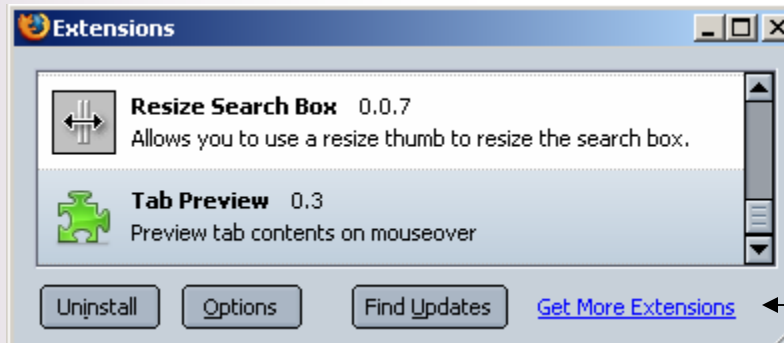 Extensions
Resize Search Box 0.0.7
Allows you to use a resize thumb to resize the search box.
Tab Preview 0.3
Preview tab contents on mouseover
Uninstall Options Find Updates Get More Extensions